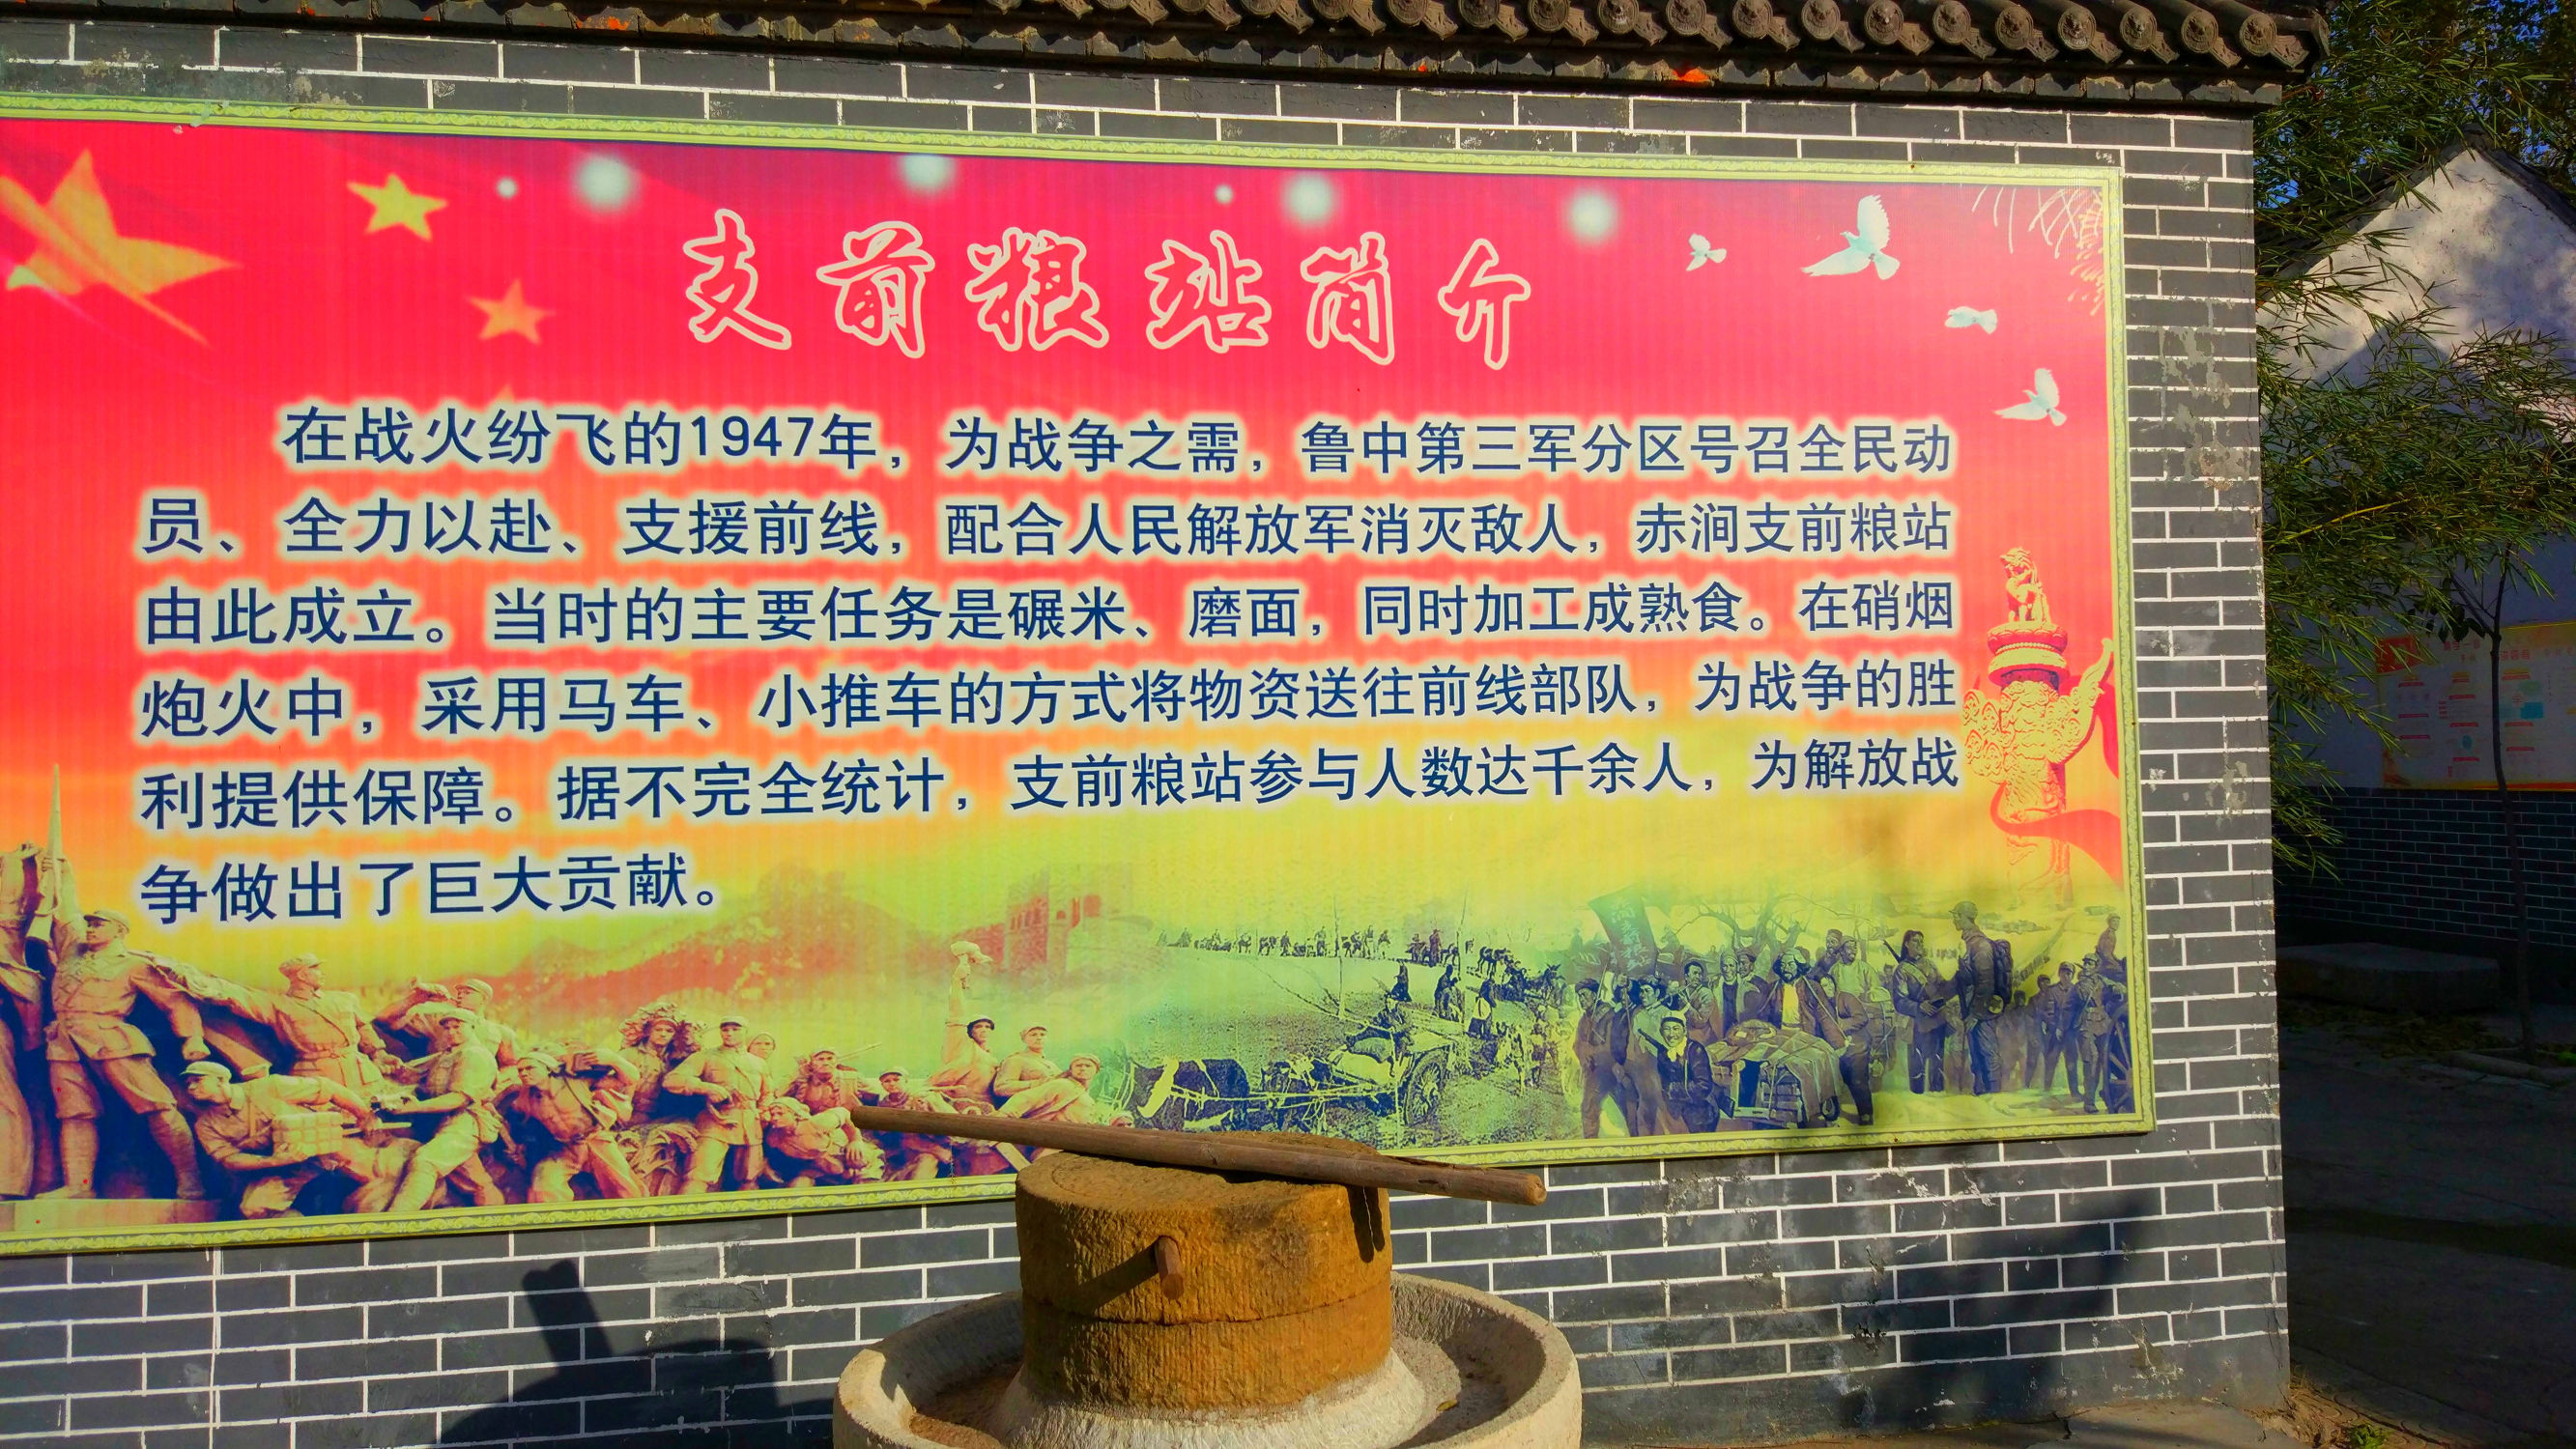 支前粮站简介
在战火纷飞的1947年，为战争之需，鲁中第三军分区号召全民动
员、全力以赴、支援前线，配合人民解放军消灭敌人，赤涧支前粮站
由此成立。当时的主要任务是碾米、磨面，同时加工成熟食。在硝烟
炮火中，采用马车、小推车的方式将物资送往前线部队，为战争的胜
利提供保障。据不完全统计，支前粮站参与人数达千余人，为解放战
争做出了巨大贡献。